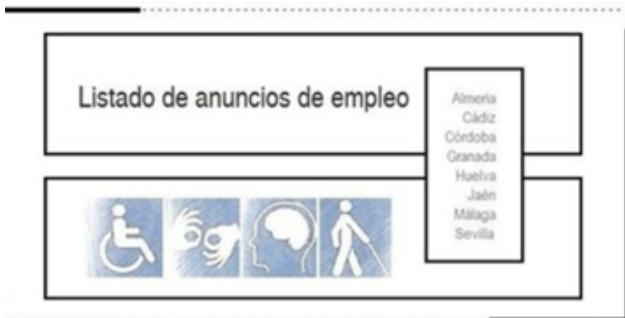 Listado de anuncios de empleo
Almería
Cádiz
Córdoba
Granada
Huelva
Jaén
Málaga
Sevilla